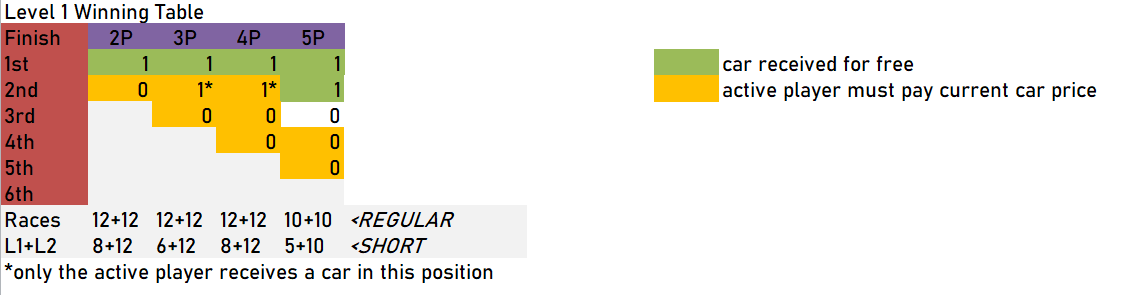 Level 1 Winning Table
Finish 2P 3P 4P 5P
1st 1 1 1 1 car received for free
2nd 0 1* 1* 1 active player must pay current car price
3rd 0 0 0
4th 0 0
5th 0
6th
Races 12+12 12+12 12+12 10+10 <REGULAR
L1+L2 8+12 6+12 8+12 5+10 <SHORT
*only the active player receives a car in this position